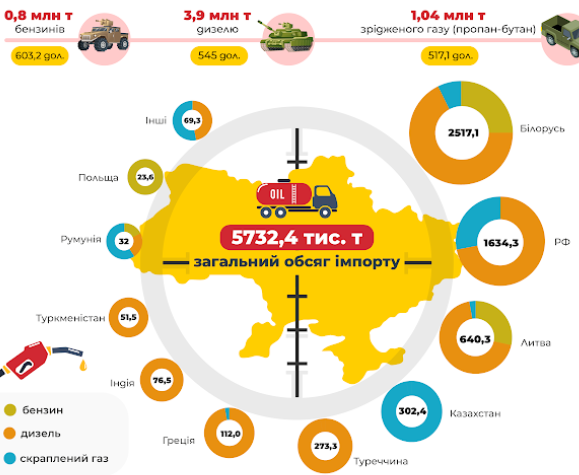 0,8 млн т
бензинів
603,2 дол.
3,9 млн т
дизелю
545 дол.
1,04 млн т
зрідженого газу (пропан-бутан)
517,1 дол.
Інші
69,3
Польща
23,6
Румунія
32
Туркменістан
51,5
Індія
76,5
Греція
112,0
Туреччина
273,3
Казахстан
302,4
Литва
640,3
РФ
1634,3
Білорусь
2517,1
OIL
5732,4 тис. т
загальний обсяг імпорту
бензин
дизель
скраплений газ